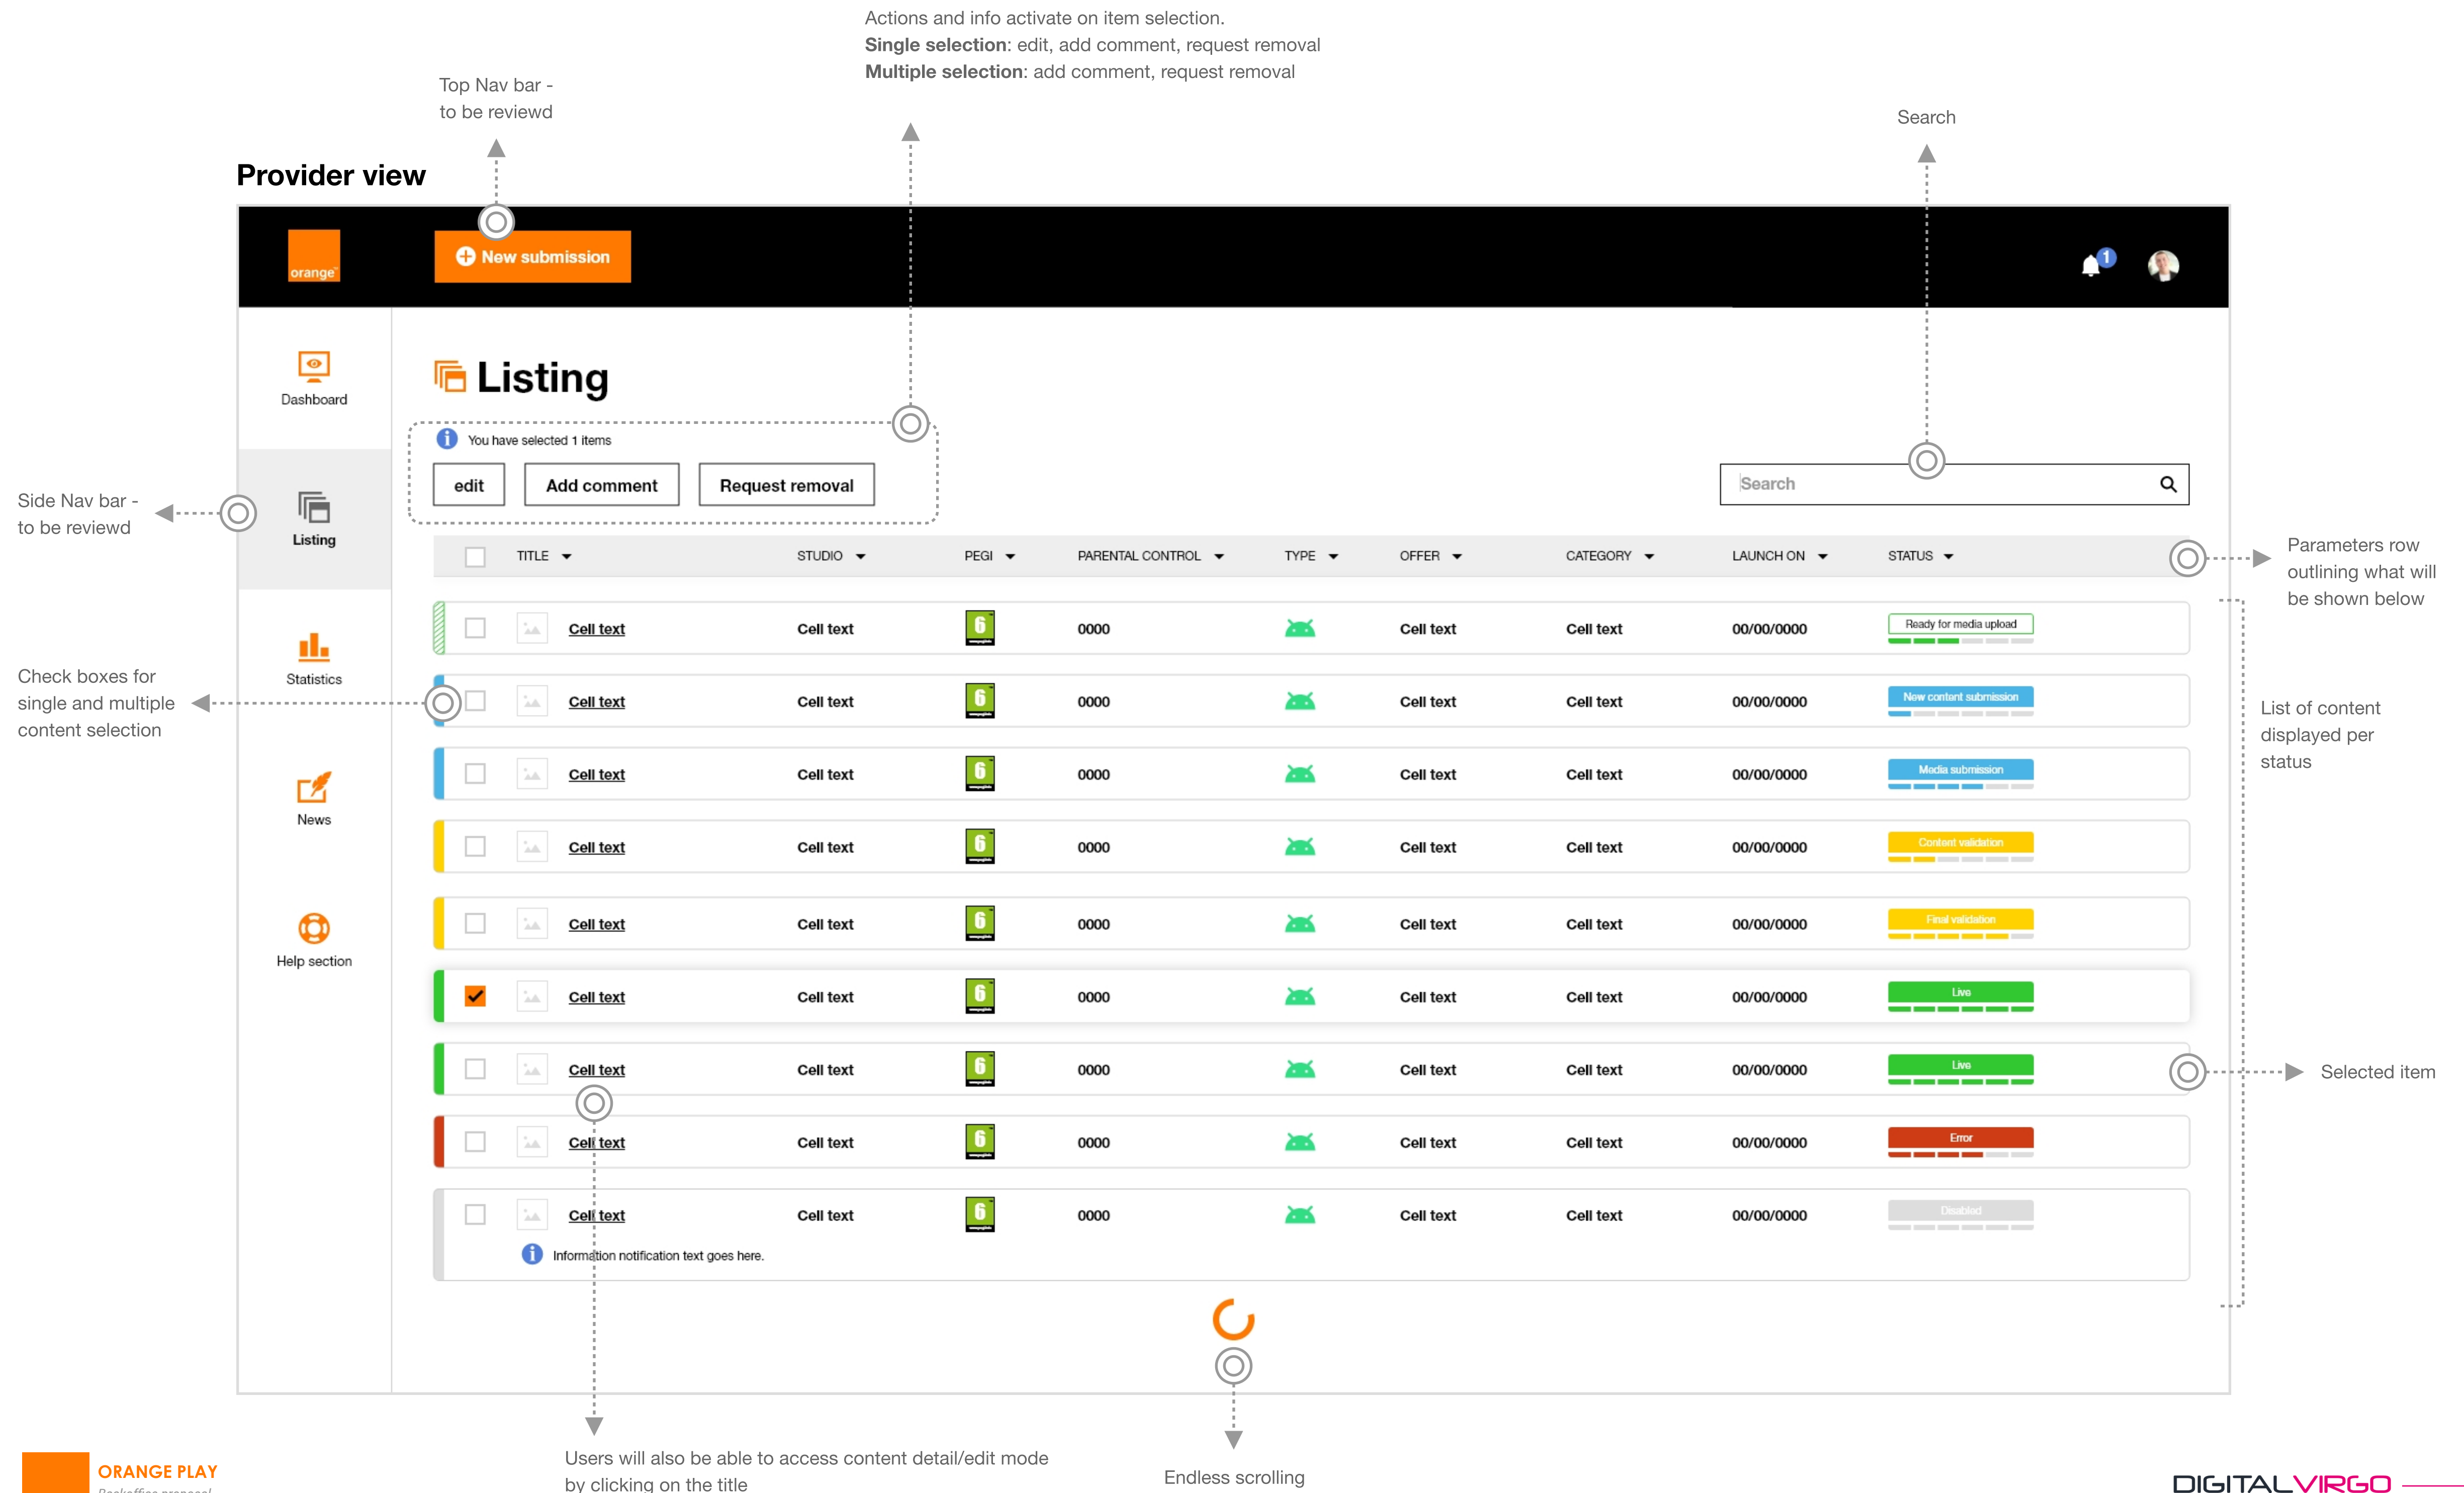 Actions and info activate on item selection.
Single selection: edit, add comment, request removal
Multiple selection: add comment, request removal
Top Nav bar -
to be reviewd
Search
Provider view
orange
New submission
1
Dashboard
Listing
You have selected 1 items
edit Add comment Request removal
Search
Side Nav bar -
to be reviewd
Listing
TITLE STUDIO PEGI PARENTAL CONTROL TYPE OFFER CATEGORY LAUNCH ON STATUS
Parameters row
outlining what will
be shown below
Cell text Cell text 6 0000 Cell text Cell text 00/00/0000 Ready for media upload
Statistics
Check boxes for
single and multiple
content selection
Cell text Cell text 6 0000 Cell text Cell text 00/00/0000 New content submission
List of content
displayed per
status
Cell text Cell text 6 0000 Cell text Cell text 00/00/0000 Media submission
News
Cell text Cell text 6 0000 Cell text Cell text 00/00/0000 Content validation
Cell text Cell text 6 0000 Cell text Cell text 00/00/0000 Final validation
Help section
Cell text Cell text 6 0000 Cell text Cell text 00/00/0000 Live
Cell text Cell text 6 0000 Cell text Cell text 00/00/0000 Live
Selected item
Cell text Cell text 6 0000 Cell text Cell text 00/00/0000 Error
Cell text Cell text 6 0000 Cell text Cell text 00/00/0000 Disabled
Information notification text goes here.
Users will also be able to access content detail/edit mode
by clicking on the title
Endless scrolling
ORANGE PLAY
Backoffice proposal
DIGITALVIRGO